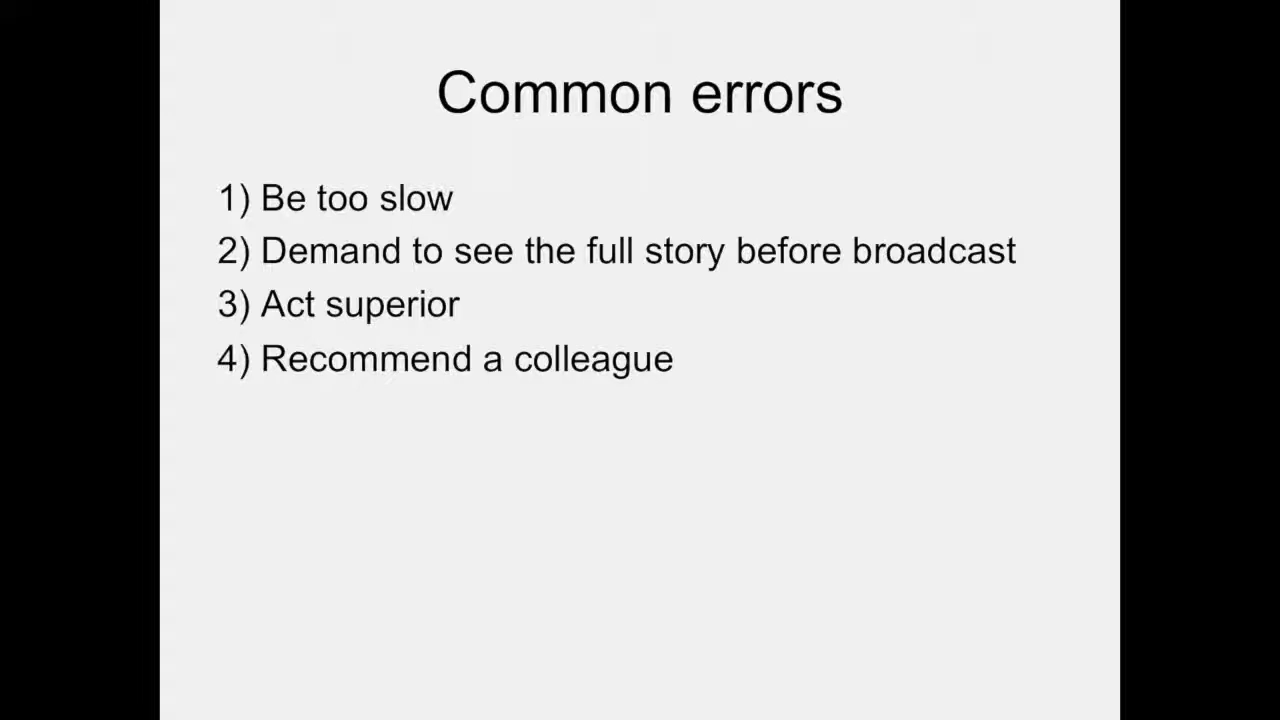 Common errors
1) Be too slow
2) Demand to see the full story before broadcast
3) Act superior
4) Recommend a colleague